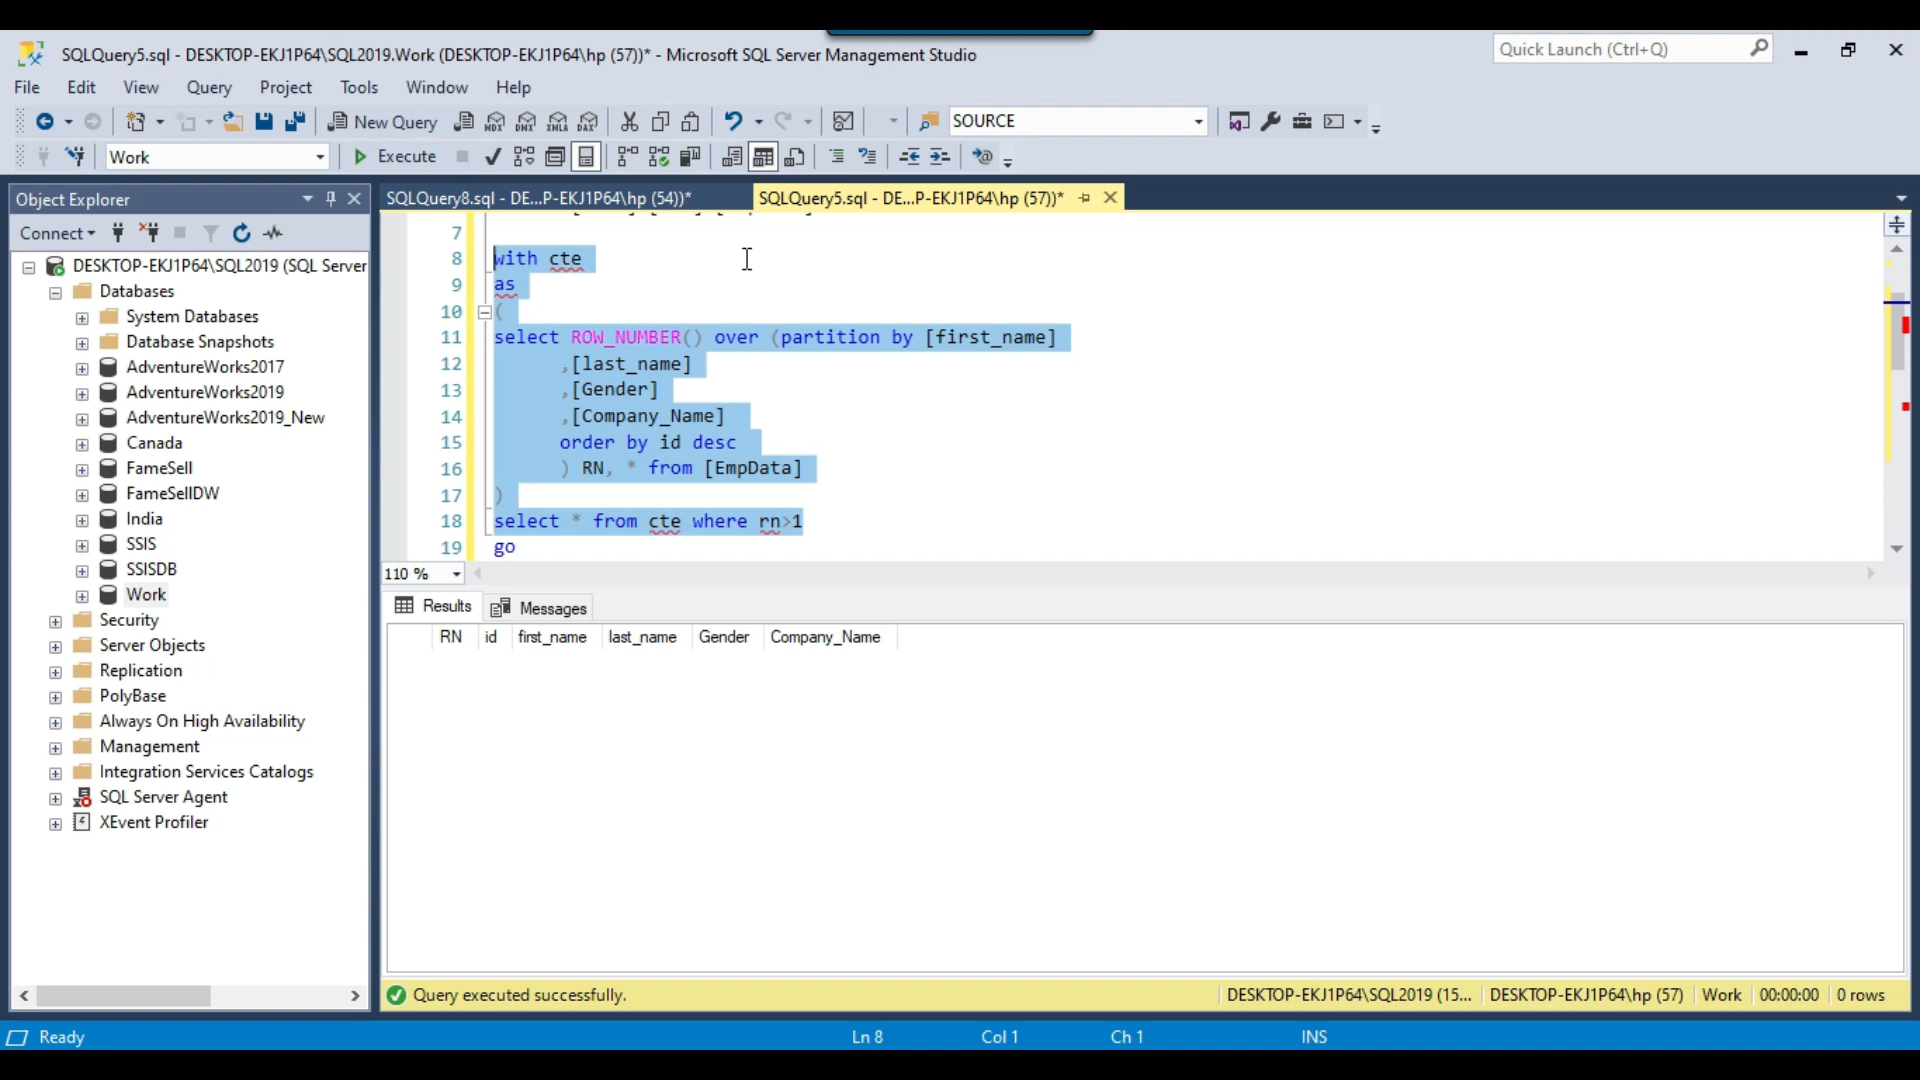 SQLQuery5.sql - DESKTOP-EKJ1P64\SQL2019.Work (DESKTOP-EKJ1P64\hp (57))* - Microsoft SQL Server Management Studio
Quick Launch (Ctrl+Q)
File Edit View Query Project Tools Window Help
New Query
MDX DMX XMLA DAX
SOURCE
Work
Execute
Object Explorer
SQLQuery8.sql - DE...P-EKJ1P64\hp (54))*
SQLQuery5.sql - DE...P-EKJ1P64\hp (57))*
Connect
DESKTOP-EKJ1P64\SQL2019 (SQL Server
Databases
System Databases
Database Snapshots
AdventureWorks2017
AdventureWorks2019
AdventureWorks2019_New
Canada
FameSell
FameSellDW
India
SSIS
SSISDB
Work
Security
Server Objects
Replication
PolyBase
Always On High Availability
Management
Integration Services Catalogs
SQL Server Agent
XEvent Profiler
7
8 with cte
9 as
10 (
11 select ROW_NUMBER() over (partition by [first_name]
12 ,[last_name]
13 ,[Gender]
14 ,[Company_Name]
15 order by id desc
16 ) RN, * from [EmpData]
17 )
18 select * from cte where rn>1
19 go
110 %
Results Messages
RN id first_name last_name Gender Company_Name
Query executed successfully.
DESKTOP-EKJ1P64\SQL2019 (15... DESKTOP-EKJ1P64\hp (57) Work 00:00:00 0 rows
Ready Ln 8 Col 1 Ch 1 INS